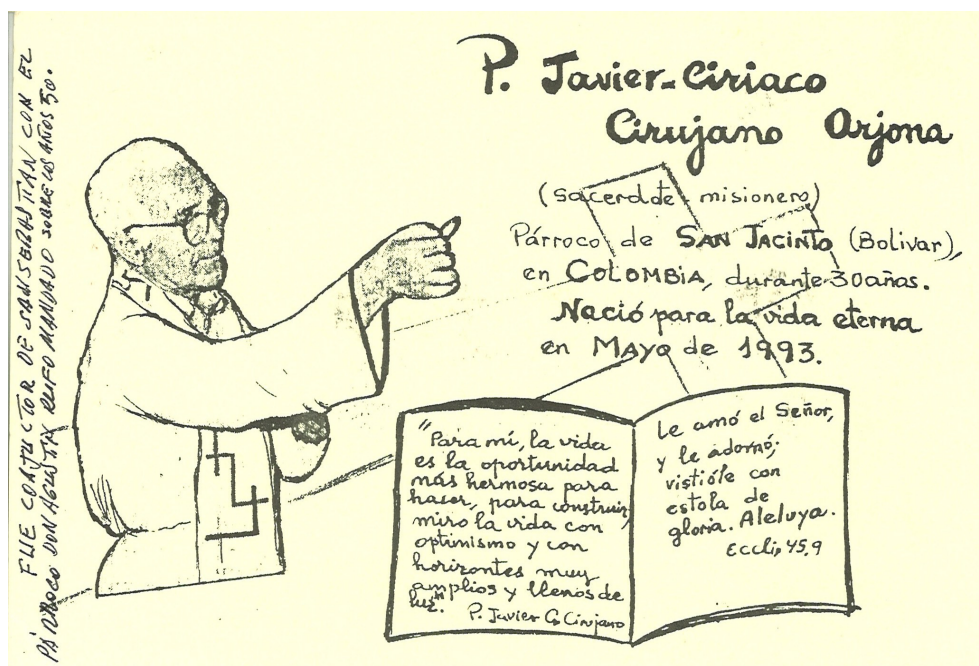 P. Javier-Ciriaco
Cirujano Arjona
(sacerdote misionero)
Párroco de SAN JACINTO (Bolivar),
en COLOMBIA, durante 30 años.
Nació para la vida eterna
en MAYO de 1993.
"Para mí, la vida
es la oportunidad
más hermosa para
hacer, para construir,
miro la vida con
optimismo y con
horizontes muy
amplios y llenos de
luz".
P. Javier C. Cirujano
Le amó el Señor,
y le adornó;
vistióle con
estola de
gloria. Aleluya.
Eccli, 45,9
FUE COATUCTOR DE SAN SEBASTIAN CON EL
PÁRROCO DON AGUSTIN RUFO MANDADO SOBRE LOS AÑOS 50.